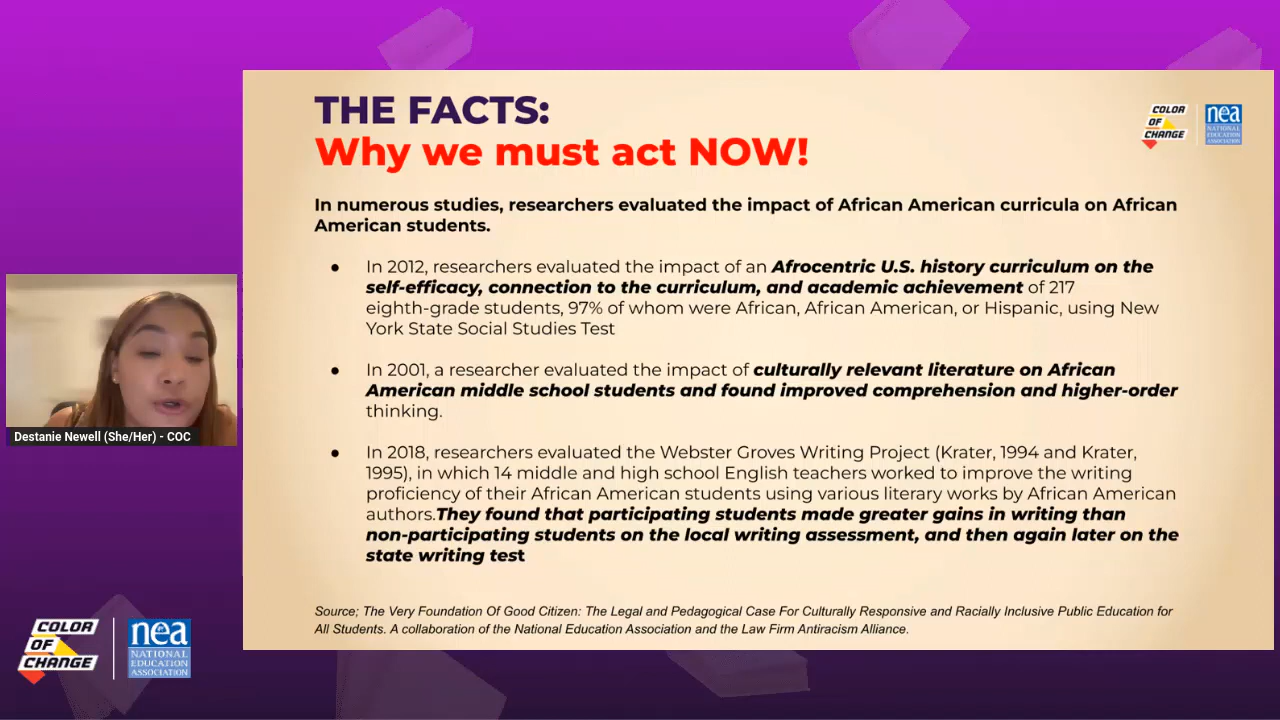 THE FACTS:
Why we must act NOW!
COLOR
OF
CHANGE
nea
NATIONAL
EDUCATION
ASSOCIATION
In numerous studies, researchers evaluated the impact of African American curricula on African
American students.
● In 2012, researchers evaluated the impact of an Afrocentric U.S. history curriculum on the
self-efficacy, connection to the curriculum, and academic achievement of 217
eighth-grade students, 97% of whom were African, African American, or Hispanic, using New
York State Social Studies Test
● In 2001, a researcher evaluated the impact of culturally relevant literature on African
American middle school students and found improved comprehension and higher-order
thinking.
● In 2018, researchers evaluated the Webster Groves Writing Project (Krater, 1994 and Krater,
1995), in which 14 middle and high school English teachers worked to improve the writing
proficiency of their African American students using various literary works by African American
authors.They found that participating students made greater gains in writing than
non-participating students on the local writing assessment, and then again later on the
state writing test
Source; The Very Foundation Of Good Citizen: The Legal and Pedagogical Case For Culturally Responsive and Racially Inclusive Public Education for
All Students. A collaboration of the National Education Association and the Law Firm Antiracism Alliance.
Destanie Newell (She/Her) - COC
COLOR
OF
CHANGE
nea
NATIONAL
EDUCATION
ASSOCIATION